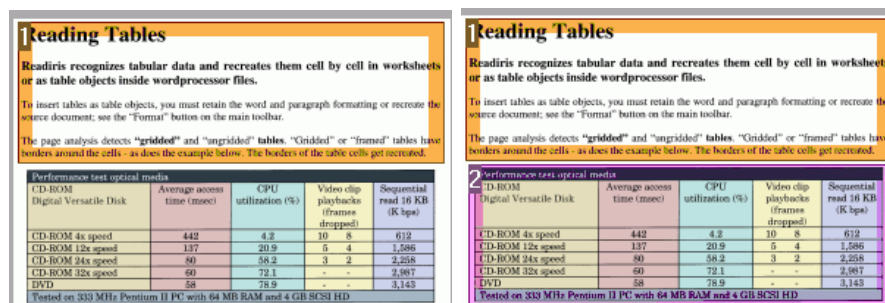 1
Reading Tables
Readiris recognizes tabular data and recreates them cell by cell in worksheets
or as table objects inside wordprocessor files.
To insert tables as table objects, you must retain the word and paragraph formatting or recreate the
source document; see the "Format" button on the main toolbar.
The page analysis detects "gridded" and "ungridded" tables. "Gridded" or "framed" tables have
borders around the cells - as does the example below. The borders of the table cells get recreated.
Performance test optical media
CD-ROM Average access CPU Video clip Sequential
Digital Versatile Disk time (msec) utilization (%) playbacks read 16 KB
(frames (K bps)
dropped)
CD-ROM 4x speed 442 4.2 10 8 612
CD-ROM 12x speed 137 20.9 5 4 1,586
CD-ROM 24x speed 80 58.2 3 2 2,258
CD-ROM 32x speed 60 72.1 - - 2,987
DVD 58 78.9 - - 3,143
Tested on 333 MHz Pentium II PC with 64 MB RAM and 4 GB SCSI HD
1
Reading Tables
Readiris recognizes tabular data and recreates them cell by cell in worksheets
or as table objects inside wordprocessor files.
To insert tables as table objects, you must retain the word and paragraph formatting or recreate the
source document; see the "Format" button on the main toolbar.
The page analysis detects "gridded" and "ungridded" tables. "Gridded" or "framed" tables have
borders around the cells - as does the example below. The borders of the table cells get recreated.
2
Performance test optical media
CD-ROM Average access CPU Video clip Sequential
Digital Versatile Disk time (msec) utilization (%) playbacks read 16 KB
(frames (K bps)
dropped)
CD-ROM 4x speed 442 4.2 10 8 612
CD-ROM 12x speed 137 20.9 5 4 1,586
CD-ROM 24x speed 80 58.2 3 2 2,258
CD-ROM 32x speed 60 72.1 - - 2,987
DVD 58 78.9 - - 3,143
Tested on 333 MHz Pentium II PC with 64 MB RAM and 4 GB SCSI HD